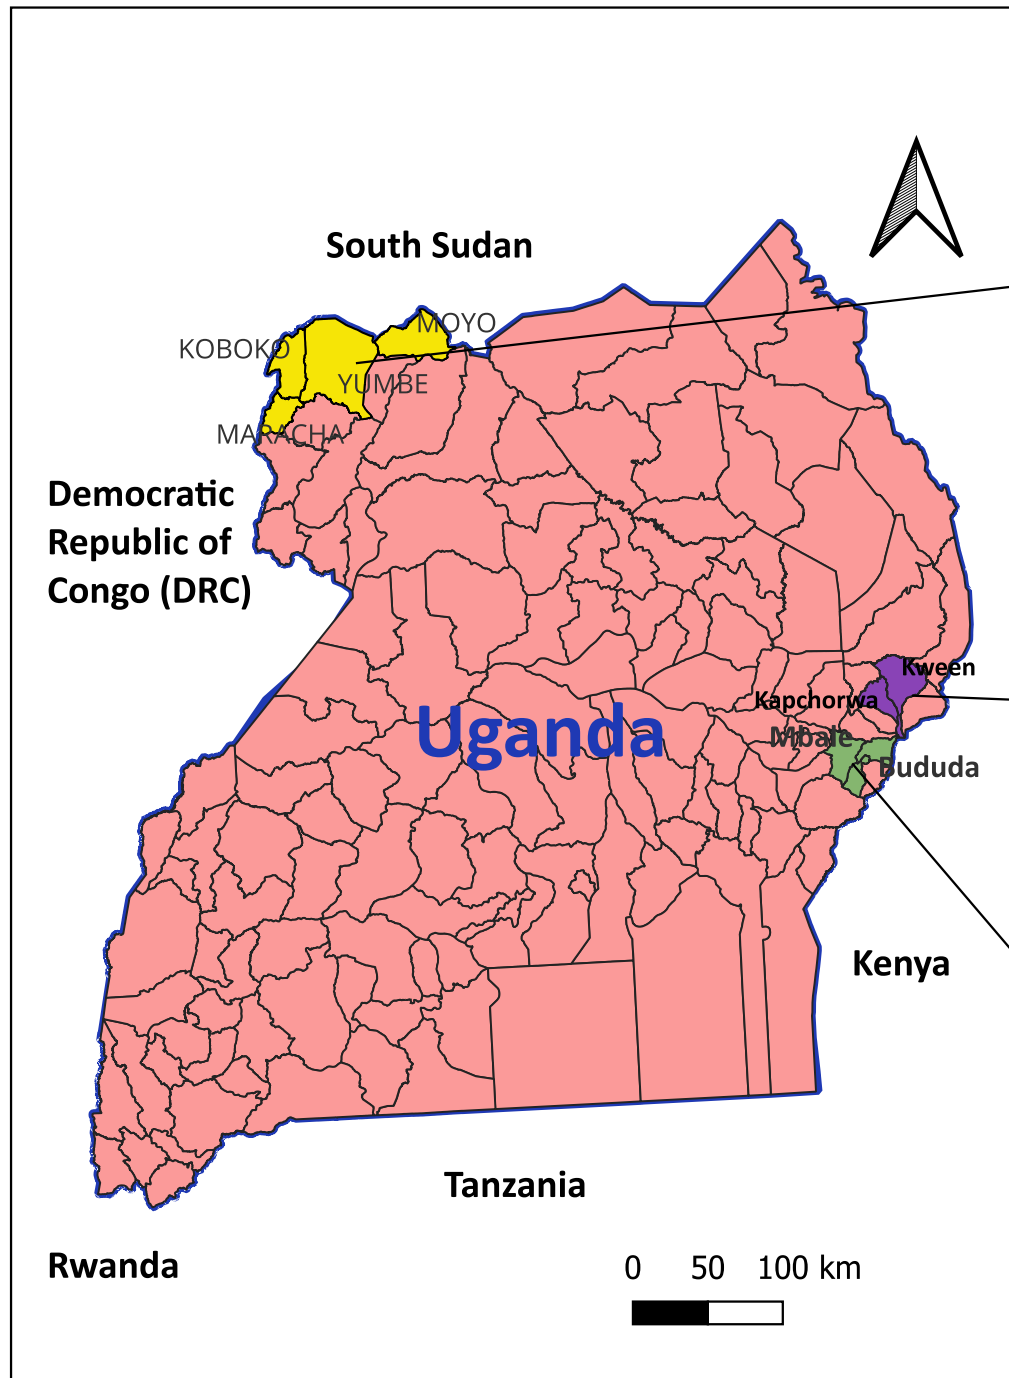 South Sudan
MOYO
KOBOKO
YUMBE
MARACHA
Democratic
Republic of
Congo (DRC)
Kween
Kapchorwa
Uganda
Mbale
Bududa
Kenya
Tanzania
Rwanda
0 50 100 km